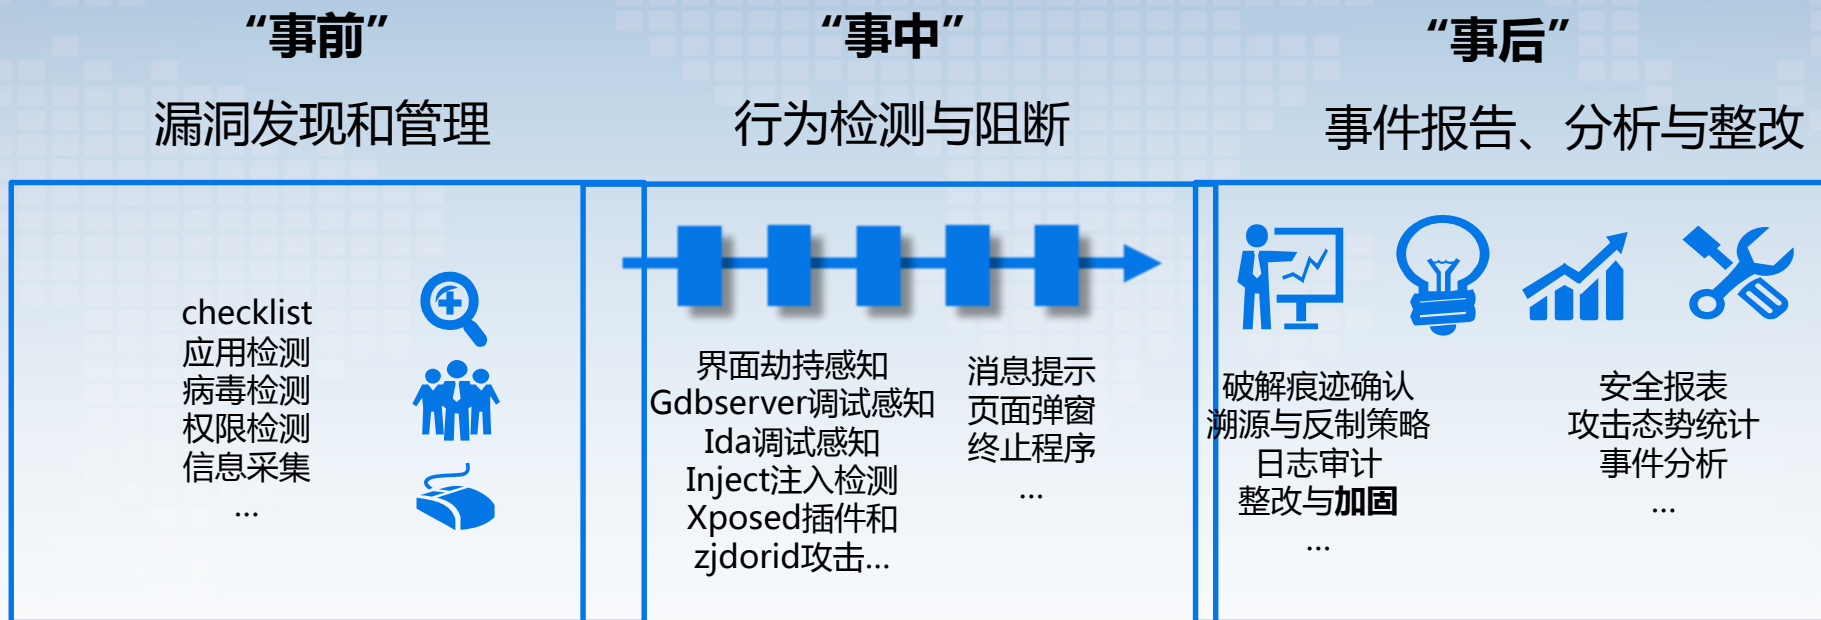 “事前”
漏洞发现和管理
checklist
应用检测
病毒检测
权限检测
信息采集
...
“事中”
行为检测与阻断
界面劫持感知
Gdbserver调试感知
Ida调试感知
Inject注入检测
Xposed插件和
zjdorid攻击...
消息提示
页面弹窗
终止程序
...
“事后”
事件报告、分析与整改
破解痕迹确认
溯源与反制策略
日志审计
整改与加固
...
安全报表
攻击态势统计
事件分析
...